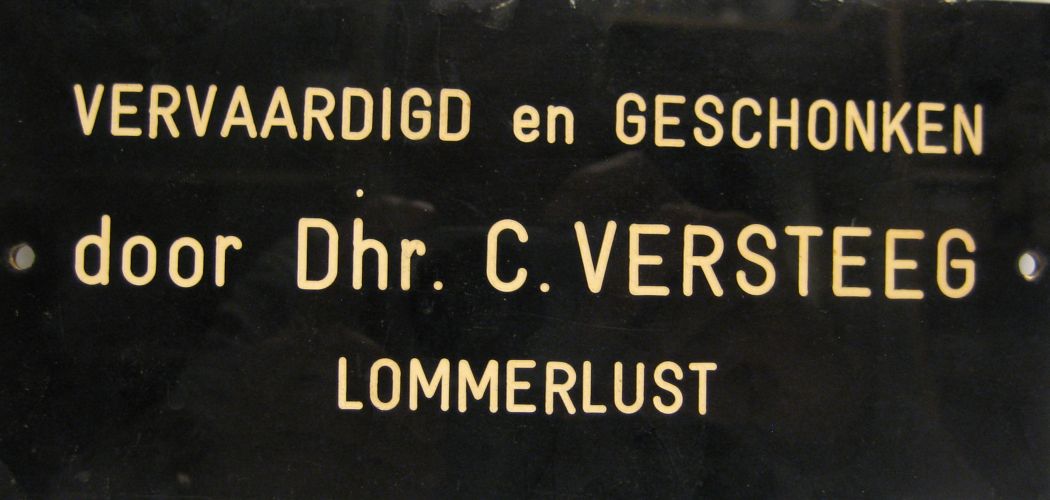 VERVAARDIGD en GESCHONKEN
door Dhr. C. VERSTEEG
LOMMERLUST